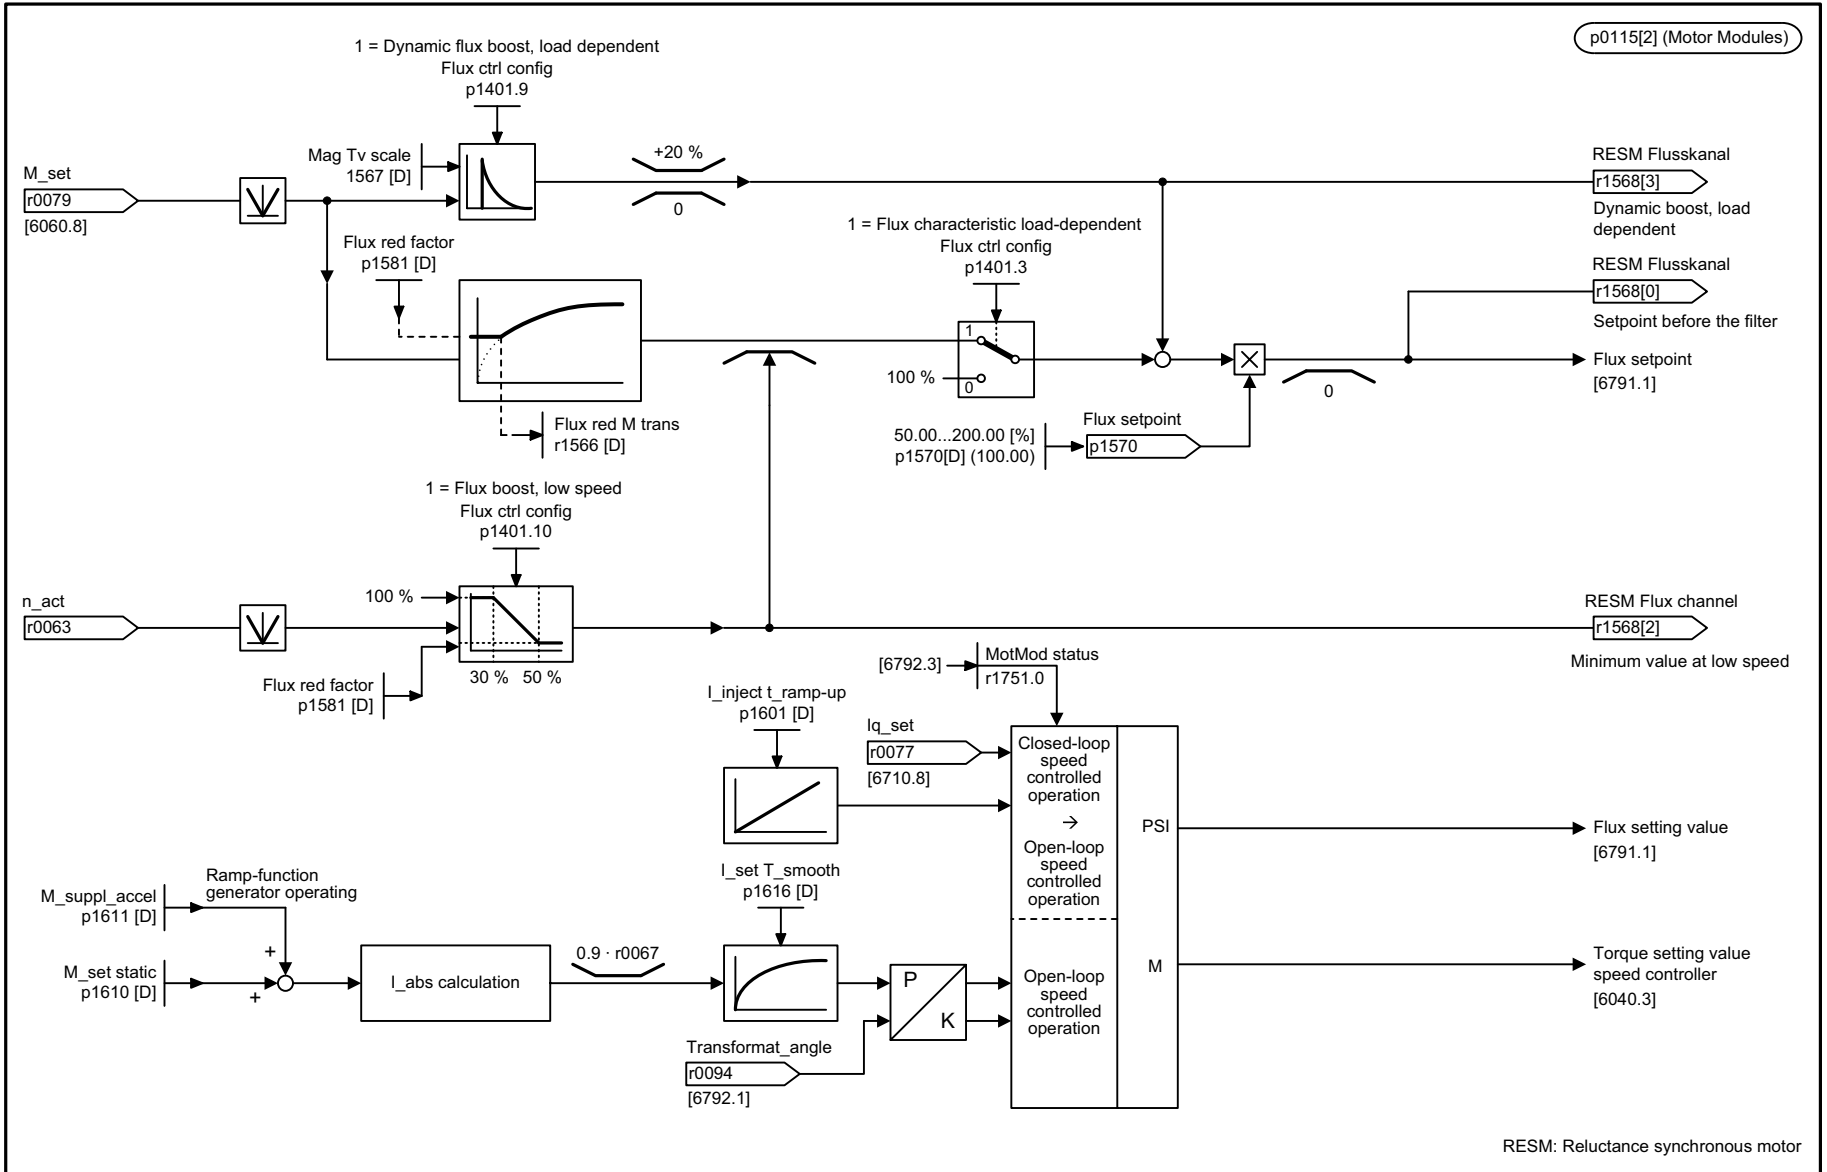 p0115[2] (Motor Modules)
1 = Dynamic flux boost, load dependent
Flux ctrl config
p1401.9
Mag Tv scale
1567 [D]
+20 %
0
M_set
r0079
[6060.8]
RESM Flusskanal
r1568[3]
Dynamic boost, load
dependent
Flux red factor
p1581 [D]
1 = Flux characteristic load-dependent
Flux ctrl config
p1401.3
1
100 %
0
RESM Flusskanal
r1568[0]
Setpoint before the filter
Flux setpoint
[6791.1]
0
Flux red M trans
r1566 [D]
50.00...200.00 [%]
p1570[D] (100.00)
Flux setpoint
p1570
1 = Flux boost, low speed
Flux ctrl config
p1401.10
100 %
n_act
r0063
Flux red factor
p1581 [D]
30 %
50 %
RESM Flux channel
r1568[2]
Minimum value at low speed
[6792.3]
MotMod status
r1751.0
I_inject t_ramp-up
p1601 [D]
Iq_set
r0077
[6710.8]
Closed-loop
speed
controlled
operation
→
Open-loop
speed
controlled
operation
PSI
Flux setting value
[6791.1]
I_set T_smooth
p1616 [D]
Ramp-function
generator operating
M_suppl_accel
p1611 [D]
+
M_set static
p1610 [D]
+
I_abs calculation
0.9 · r0067
P
K
Open-loop
speed
controlled
operation
M
Torque setting value
speed controller
[6040.3]
Transformat_angle
r0094
[6792.1]
RESM: Reluctance synchronous motor